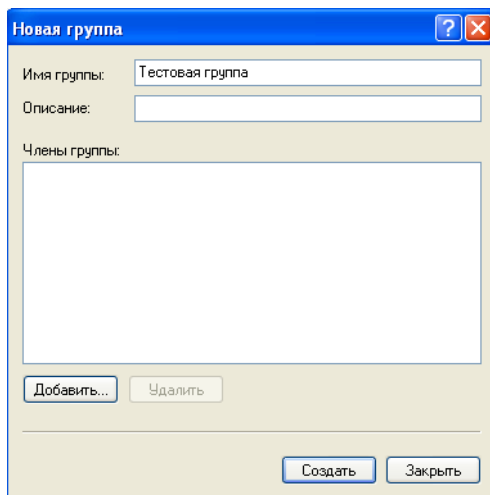 Новая группа
Имя группы: Тестовая группа
Описание:
Члены группы:
Добавить... Удалить
Создать Закрыть